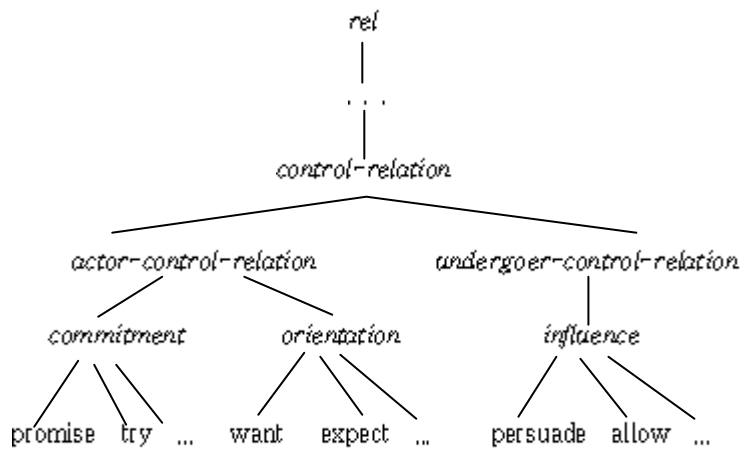 rel
. . .
control-relation
actor-control-relation undergoer-control-relation
commitment orientation influence
promise try ... want expect ... persuade allow ...